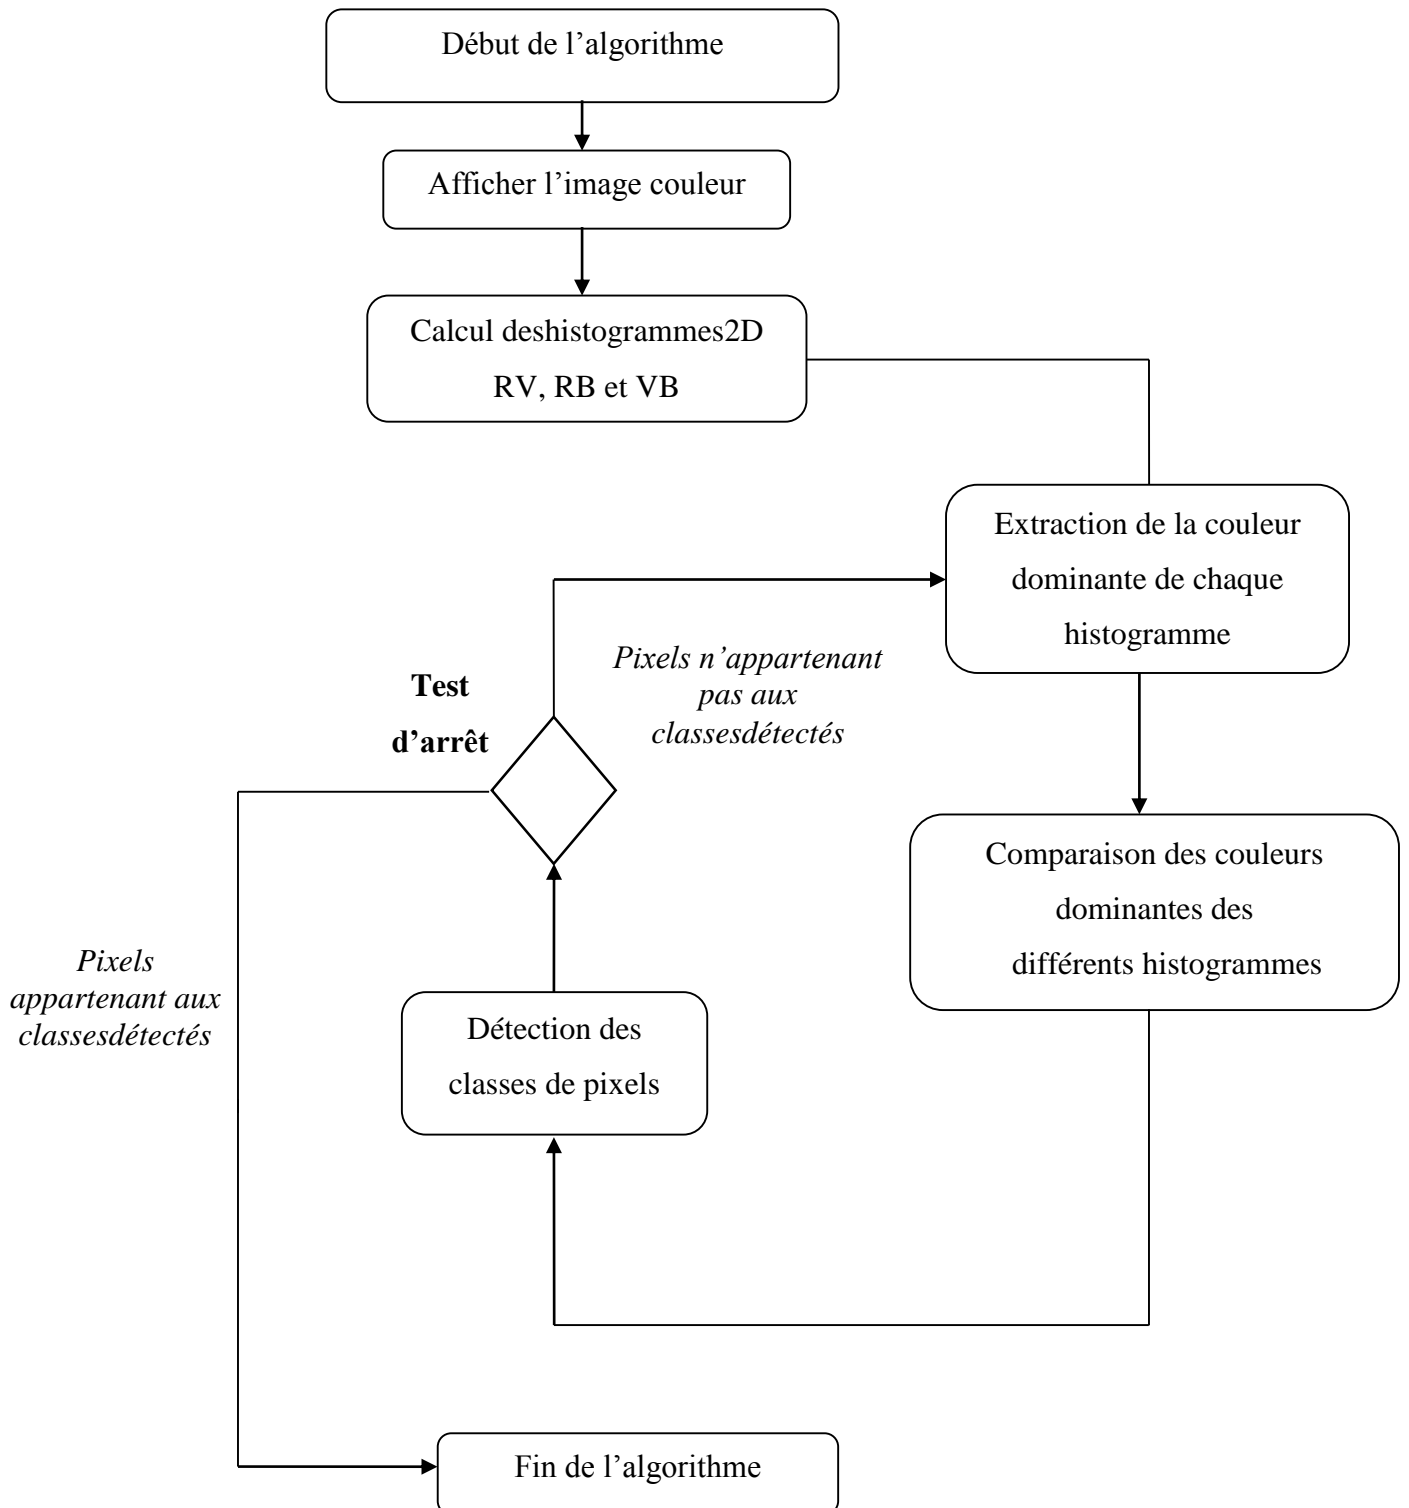 Début de l’algorithme
Afficher l’image couleur
Calcul deshistogrammes2D
RV, RB et VB
Extraction de la couleur
dominante de chaque
histogramme
Pixels n’appartenant
pas aux
classesdétectés
Test
d’arrêt
Comparaison des couleurs
dominantes des
différents histogrammes
Pixels
appartenant aux
classesdétectés
Détection des
classes de pixels
Fin de l’algorithme